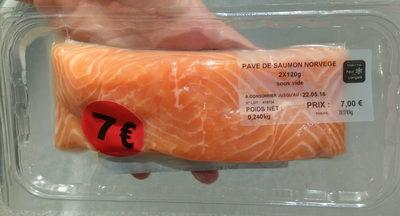 PAVE DE SAUMON NORVEGE
2X120g
sous vide
A CONSOMMER JUSQU'AU : 22.05.16
N° LOT :
POIDS NET :
0,240kg
PRIX : 7,00 €
7€